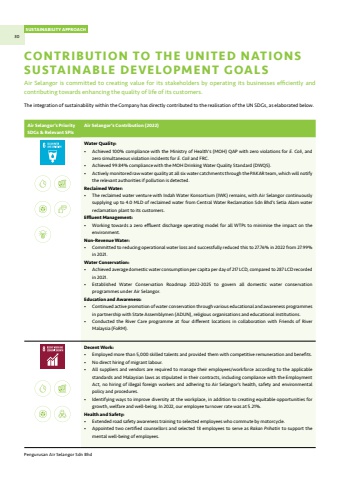 SUSTAINABILITY APPROACH
30
CONTRIBUTION TO THE UNITED NATIONS
SUSTAINABLE DEVELOPMENT GOALS
Air Selangor is committed to creating value for its stakeholders by operating its businesses efficiently and
contributing towards enhancing the quality of life of its customers.
The integration of sustainability within the Company has directly contributed to the realisation of the UN SDGs, as elaborated below.
Air Selangor's Priority
SDGs & Relevant KPIs
Air Selangor's Contribution (2022)
Water Quality:
• Achieved 100% compliance with the Ministry of Health's (MOH) QAP with zero violations for E. Coli, and
zero simultaneous violation incidents for E. Coli and FRC.
• Achieved 99.84% compliance with the MOH Drinking Water Quality Standard (DWQS).
• Actively monitored raw water quality at all six water catchments through the PAKAR team, which will notify
the relevant authorities if pollution is detected.
Reclaimed Water:
• The reclaimed water venture with Indah Water Konsortium (IWK) remains, with Air Selangor continuously
supplying up to 4.0 MLD of reclaimed water from Central Water Reclamation Sdn Bhd's Setia Alam water
reclamation plant to its customers.
Effluent Management:
• Working towards a zero effluent discharge operating model for all WTPs to minimise the impact on the
environment.
Non-Revenue Water:
• Committed to reducing operational water loss and successfully reduced this to 27.76% in 2022 from 27.99%
in 2021.
Water Conservation:
• Achieved average domestic water consumption per capita per day of 217 LCD, compared to 287 LCD recorded
in 2021.
• Established Water Conservation Roadmap 2022-2025 to govern all domestic water conservation
programmes under Air Selangor.
Education and Awareness:
• Continued active promotion of water conservation through various educational and awareness programmes
in partnership with State Assemblymen (ADUN), religious organisations and educational institutions.
• Conducted the River Care programme at four different locations in collaboration with Friends of River
Malaysia (FoRM).
Decent Work:
• Employed more than 5,000 skilled talents and provided them with competitive remuneration and benefits.
• No direct hiring of migrant labour.
• All suppliers and vendors are required to manage their employees/workforce according to the applicable
standards and Malaysian laws as stipulated in their contracts, including compliance with the Employment
Act, no hiring of illegal foreign workers and adhering to Air Selangor's health, safety and environmental
policy and procedures.
• Identifying ways to improve diversity at the workplace, in addition to creating equitable opportunities for
growth, welfare and well-being. In 2022, our employee turnover rate was at 5.21%.
Health and Safety:
• Extended road safety awareness training to selected employees who commute by motorcycle.
• Appointed two certified counsellors and selected 18 employees to serve as Rakan Prihatin to support the
mental well-being of employees.
Pengurusan Air Selangor Sdn Bhd